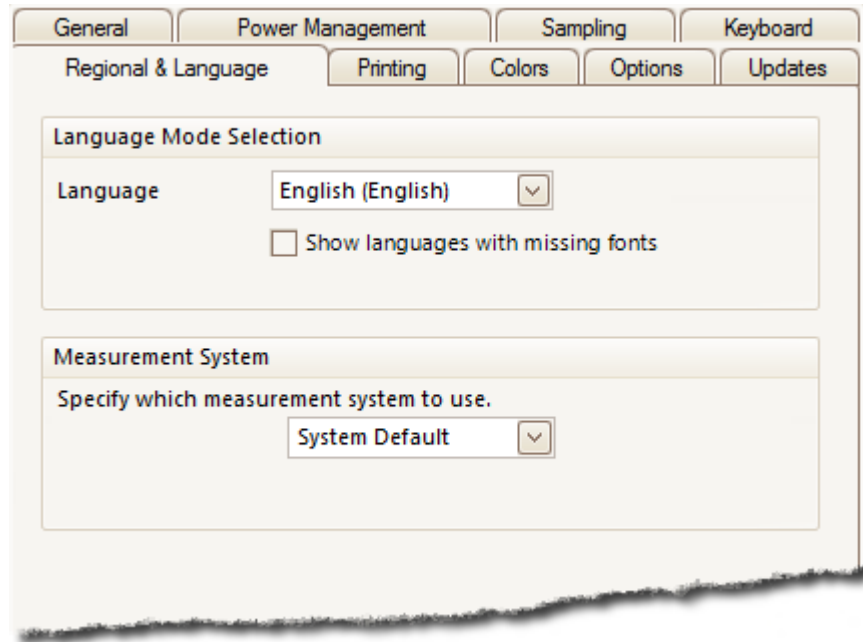 General Power Management Sampling Keyboard
Regional & Language Printing Colors Options Updates
Language Mode Selection
Language English (English)
Show languages with missing fonts
Measurement System
Specify which measurement system to use.
System Default